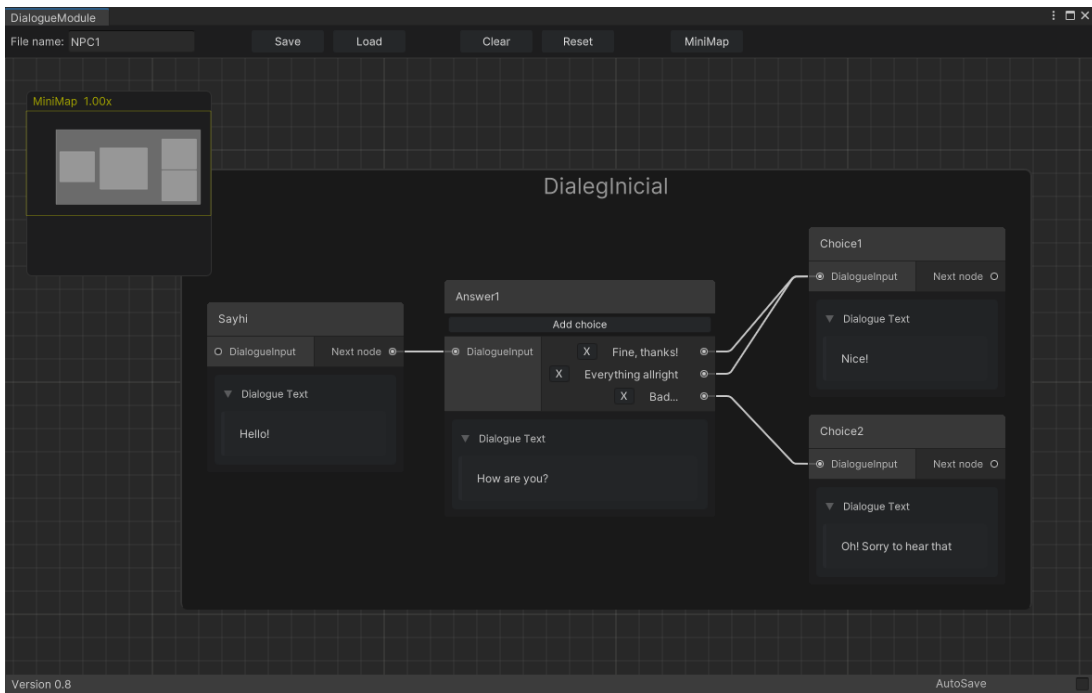 DialogueModule
File name: NPC1 Save Load Clear Reset MiniMap
MiniMap 1.00x
DialegInicial
Sayhi
DialogueInput Next node
Dialogue Text
Hello!
Answer1
Add choice
DialogueInput X Fine, thanks!
X Everything allright
X Bad...
Dialogue Text
How are you?
Choice1
DialogueInput Next node
Dialogue Text
Nice!
Choice2
DialogueInput Next node
Dialogue Text
Oh! Sorry to hear that
Version 0.8 AutoSave